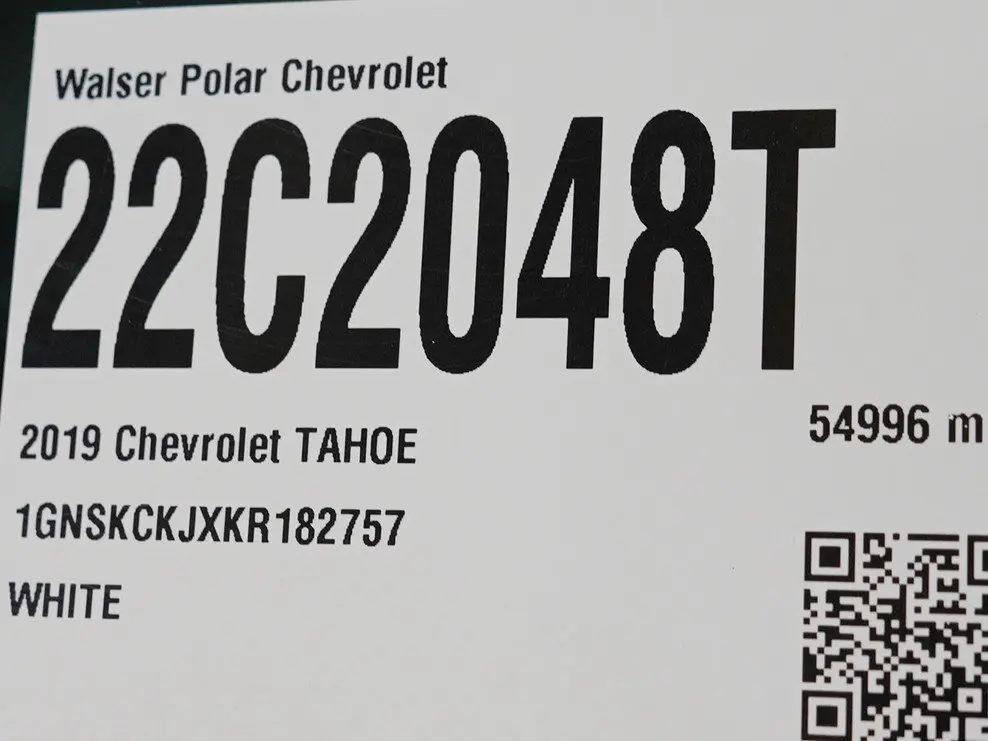 Walser Polar Chevrolet
22C2048T
2019 Chevrolet TAHOE
54996 m
1GNSKCKJXKR182757
WHITE